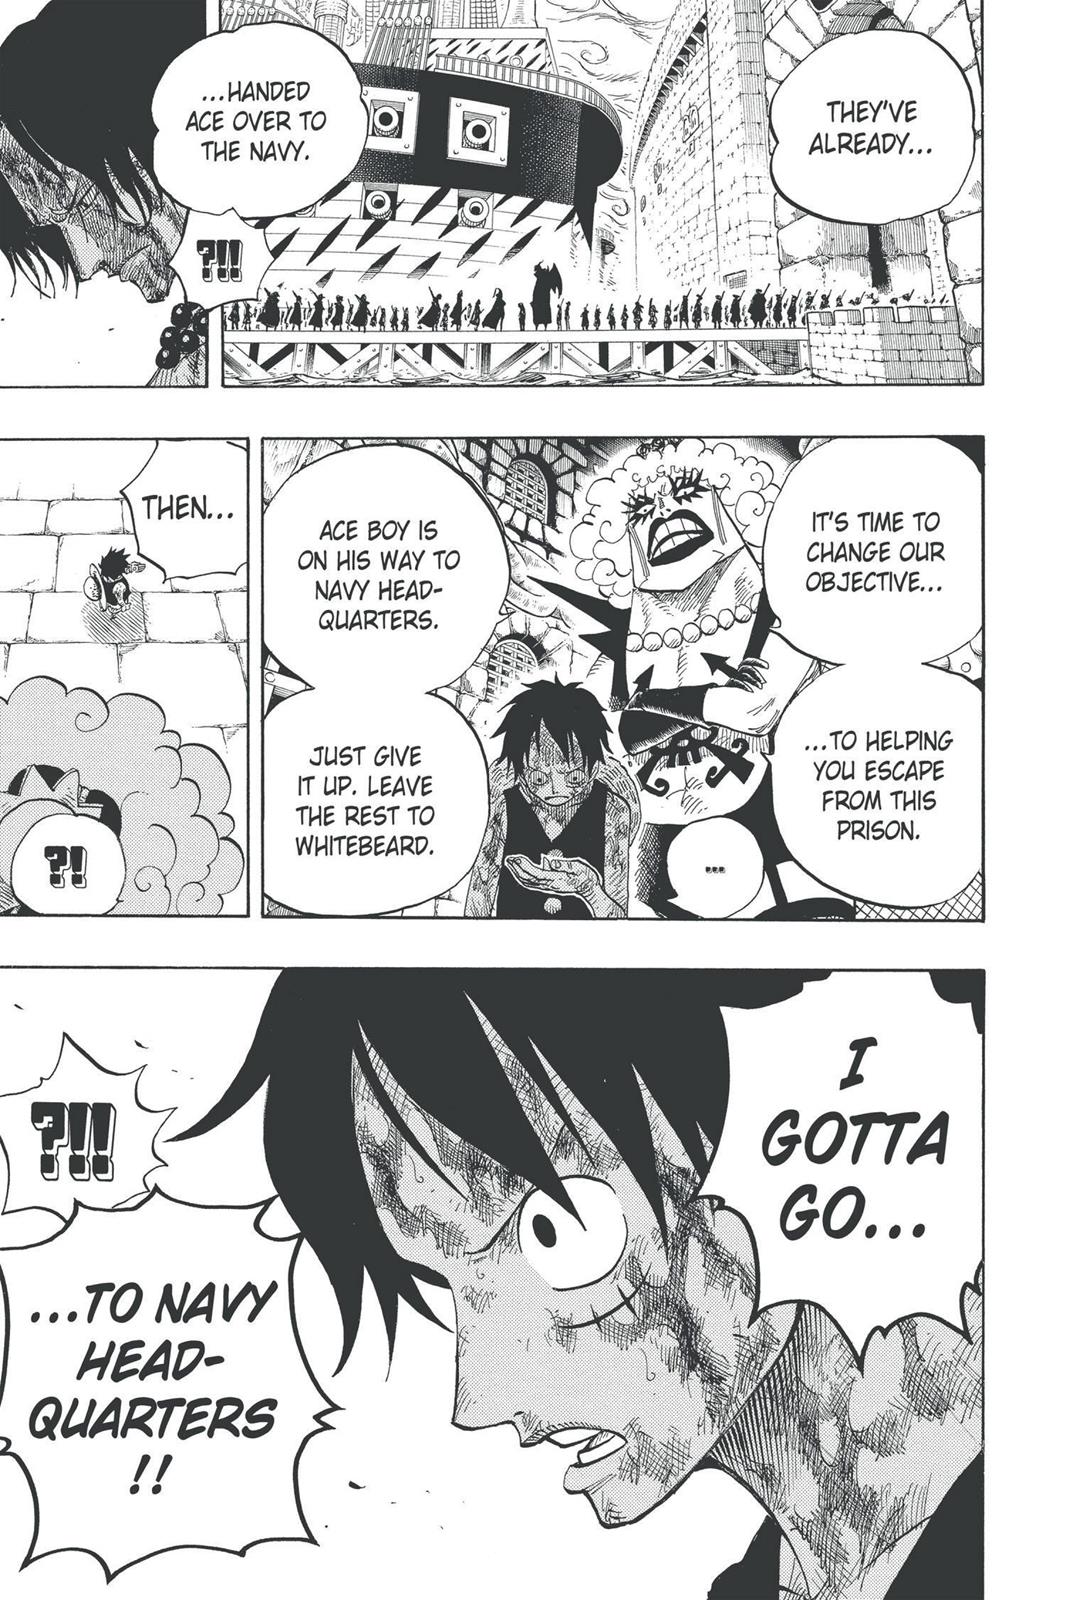 THEY'VE
ALREADY...
...HANDED
ACE OVER TO
THE NAVY.
?!!
IT'S TIME TO
CHANGE OUR
OBJECTIVE...
...TO HELPING
YOU ESCAPE
FROM THIS
PRISON.
...
ACE BOY IS
ON HIS WAY TO
NAVY HEAD-
QUARTERS.
JUST GIVE
IT UP. LEAVE
THE REST TO
WHITEBEARD.
THEN...
?!
I
GOTTA
GO...
?!!
...TO NAVY
HEAD-
QUARTERS
!!